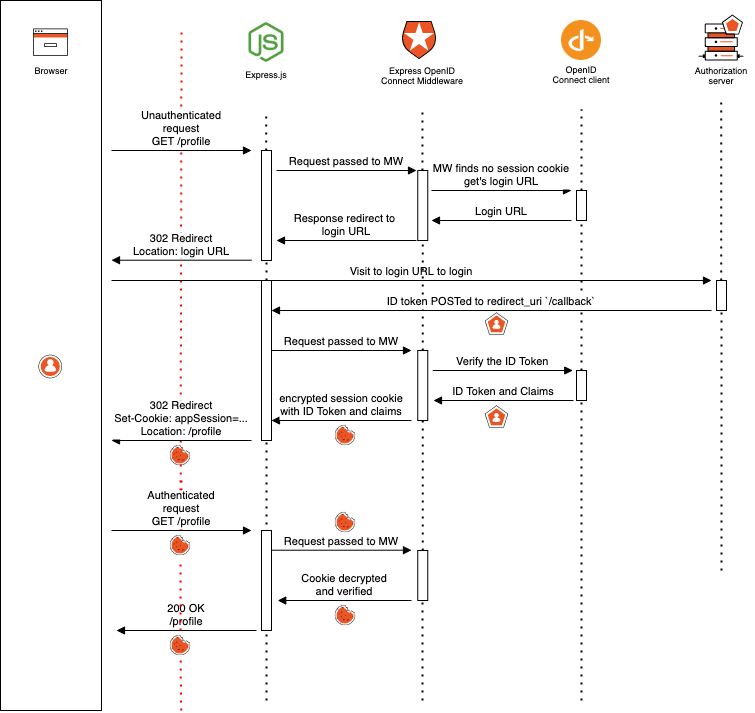 Browser
JS
Express.js
Express OpenID
Connect Middleware
OpenID
Connect client
Authorization
server
Unauthenticated
request
GET /profile
Request passed to MW
MW finds no session cookie
get's login URL
Login URL
Response redirect to
login URL
302 Redirect
Location: login URL
Visit to login URL to login
ID token POSTed to redirect_uri `/callback`
Request passed to MW
Verify the ID Token
ID Token and Claims
encrypted session cookie
with ID Token and claims
302 Redirect
Set-Cookie: appSession=...
Location: /profile
Authenticated
request
GET /profile
Request passed to MW
Cookie decrypted
and verified
200 OK
/profile